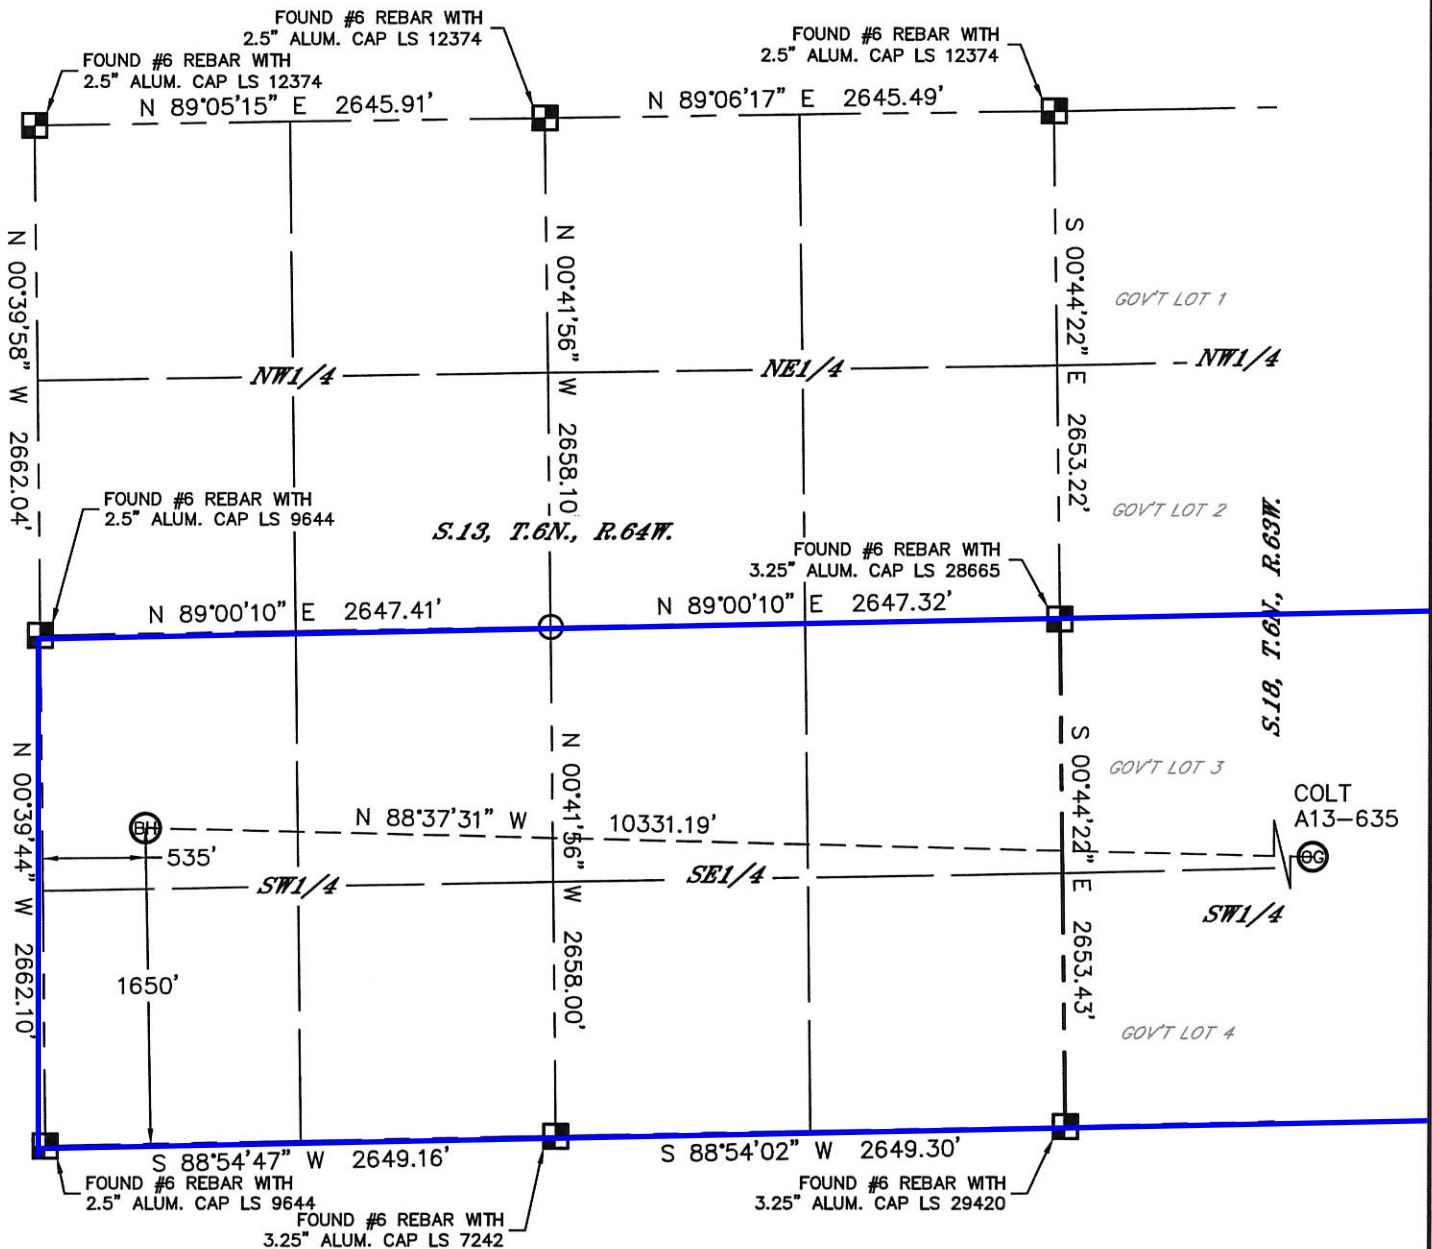 FOUND #6 REBAR WITH
2.5" ALUM. CAP LS 12374
FOUND #6 REBAR WITH
2.5" ALUM. CAP LS 12374
FOUND #6 REBAR WITH
2.5" ALUM. CAP LS 12374
N 89°05'15" E 2645.91'
N 89°06'17" E 2645.49'
N 00°39'58" W 2662.04'
N 00°41'56" W 2658.10'
S 00°44'22" E 2653.22'
GOV'T LOT 1
NW1/4
NE1/4
NW1/4
FOUND #6 REBAR WITH
2.5" ALUM. CAP LS 9644
GOV'T LOT 2
S.13, T.6N., R.64W.
S.18, T.6N., R.63W.
FOUND #6 REBAR WITH
3.25" ALUM. CAP LS 28665
N 89°00'10" E 2647.41'
N 89°00'10" E 2647.32'
N 00°39'44" W 2662.10'
N 00°41'56" W 2658.00'
S 00°44'22" E 2653.43'
GOV'T LOT 3
COLT
A13-635
BH
N 88°37'31" W 10331.19'
OG
535'
SW1/4
SE1/4
SW1/4
1650'
GOV'T LOT 4
S 88°54'47" W 2649.16'
S 88°54'02" W 2649.30'
FOUND #6 REBAR WITH
2.5" ALUM. CAP LS 9644
FOUND #6 REBAR WITH
3.25" ALUM. CAP LS 7242
FOUND #6 REBAR WITH
3.25" ALUM. CAP LS 29420